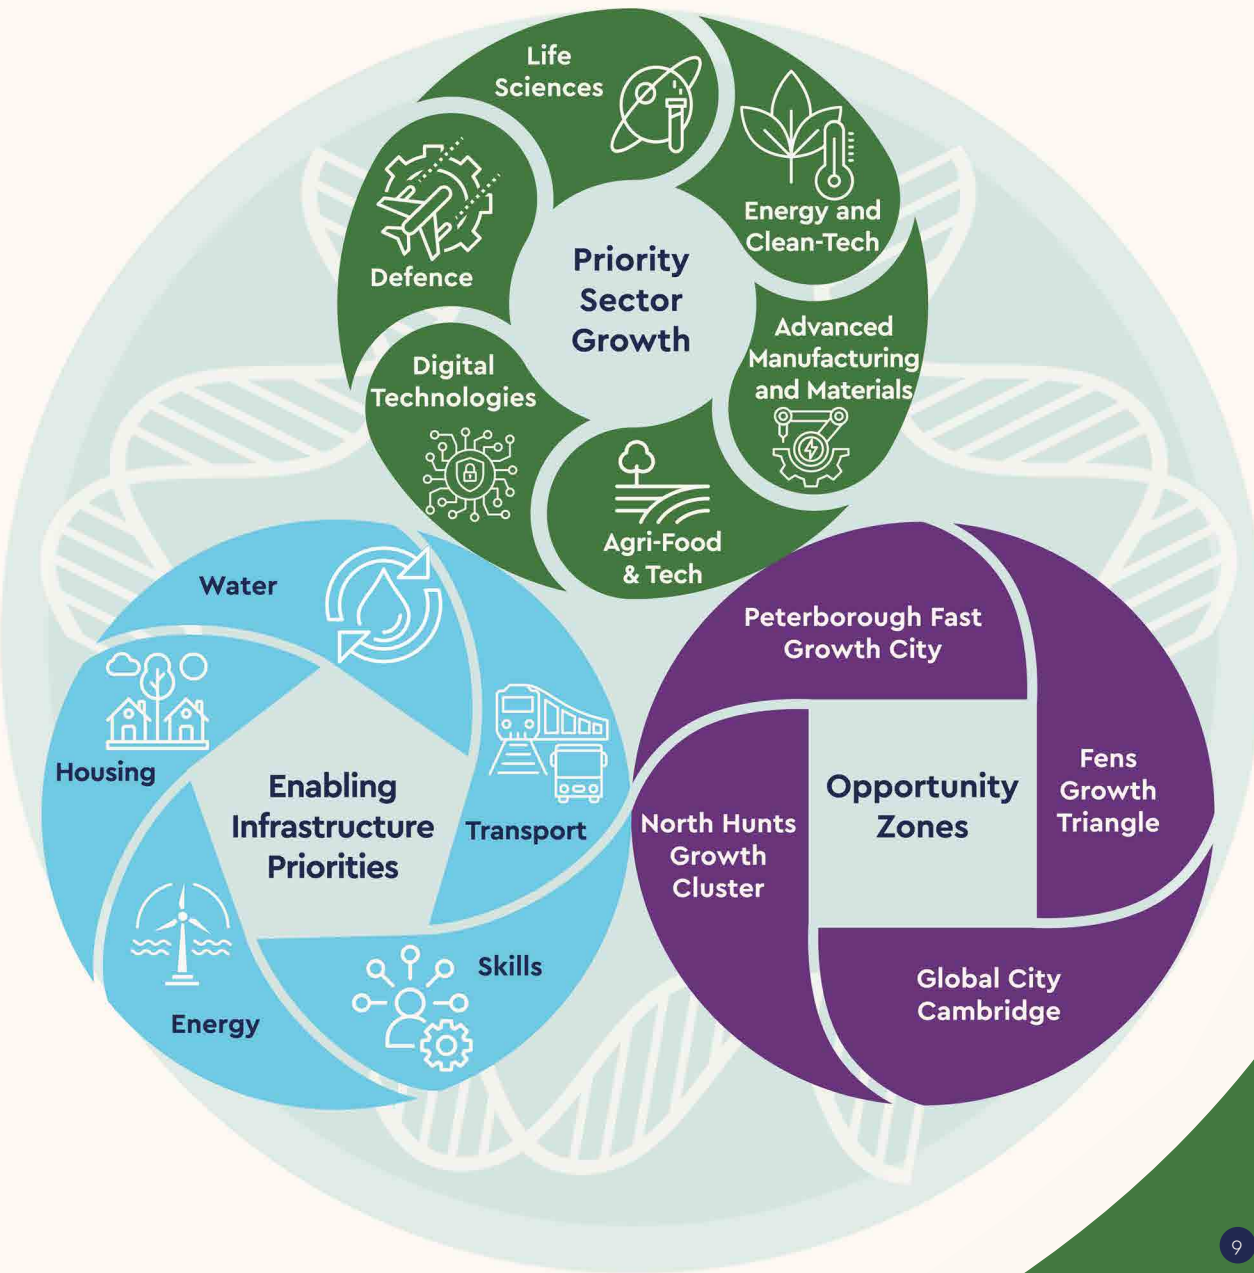 Life
Sciences
Energy and
Clean-Tech
Defence
Priority
Sector
Growth
Advanced
Manufacturing
and Materials
Digital
Technologies
Agri-Food
& Tech
Water
Housing
Transport
Enabling
Infrastructure
Priorities
Skills
Energy
Peterborough Fast
Growth City
Fens
Growth
Triangle
Opportunity
Zones
North Hunts
Growth
Cluster
Global City
Cambridge
9